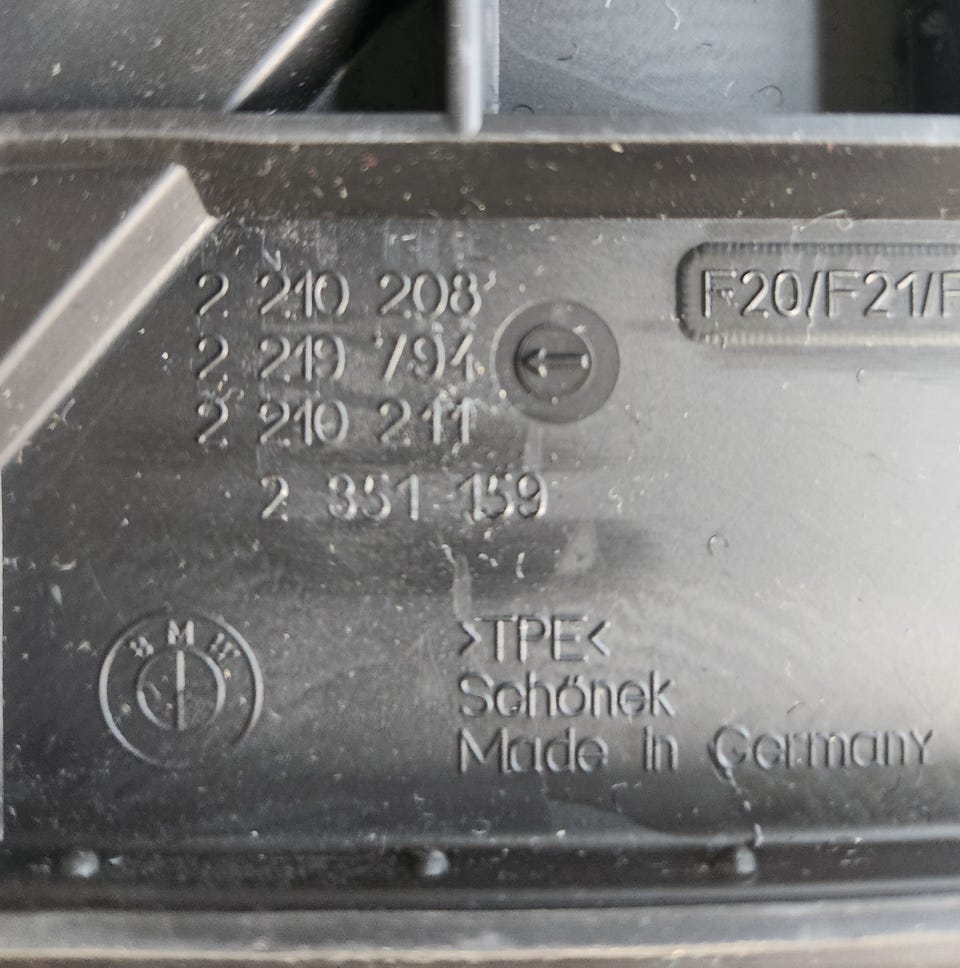 2 210 208
2 219 794
2 210 211
2 351 159
F20/F21/F
BMW
>TPE<
Schönek
Made in Germany